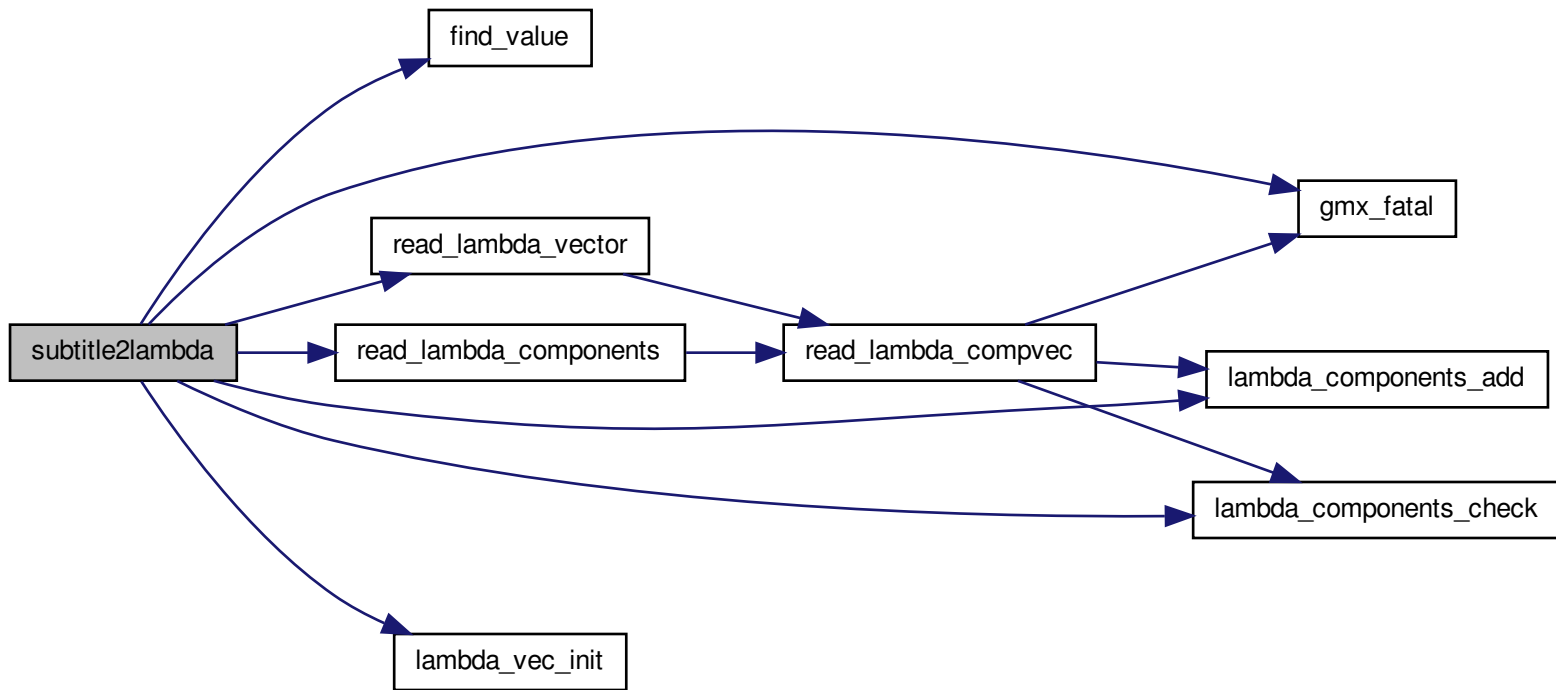 find_value
gmx_fatal
read_lambda_vector
subtitle2lambda
read_lambda_components
read_lambda_compvec
lambda_components_add
lambda_components_check
lambda_vec_init